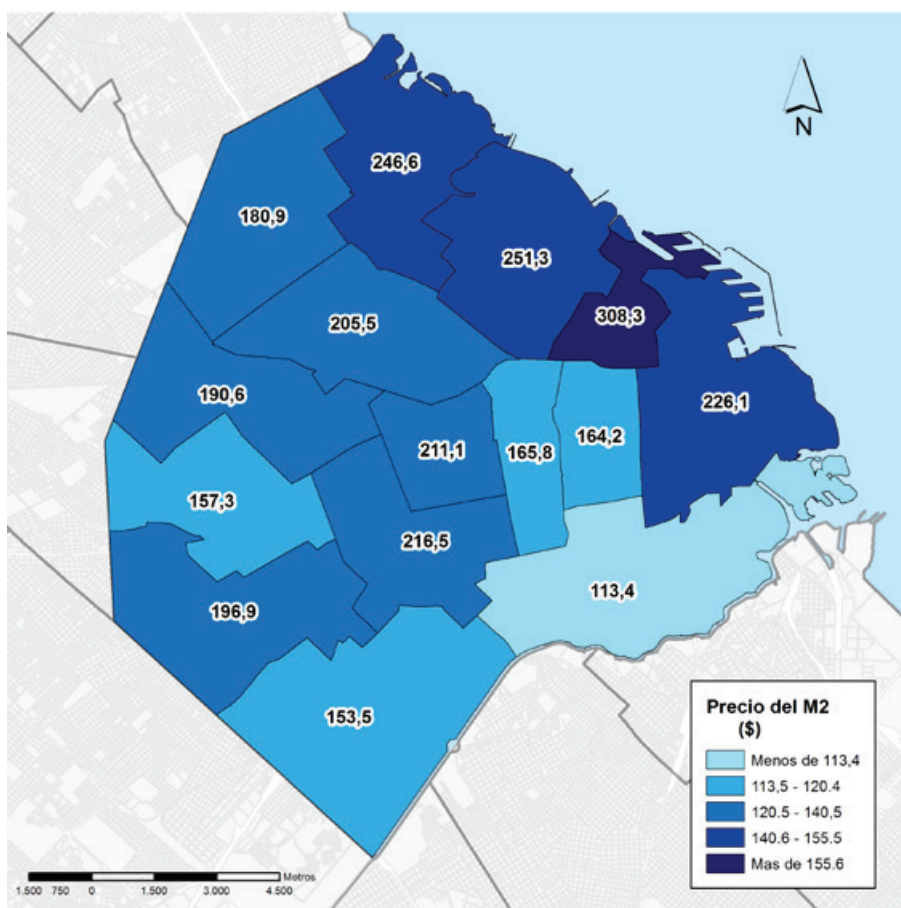 N
246,6
180,9
251,3
308,3
205,5
190,6
226,1
211,1
165,8
164,2
157,3
216,5
113,4
196,9
153,5
Precio del M2
($)
Menos de 113,4
113,5 - 120.4
120.5 - 140,5
140.6 - 155.5
Mas de 155.6
Metros
1.500 750 0 1.500 3.000 4.500